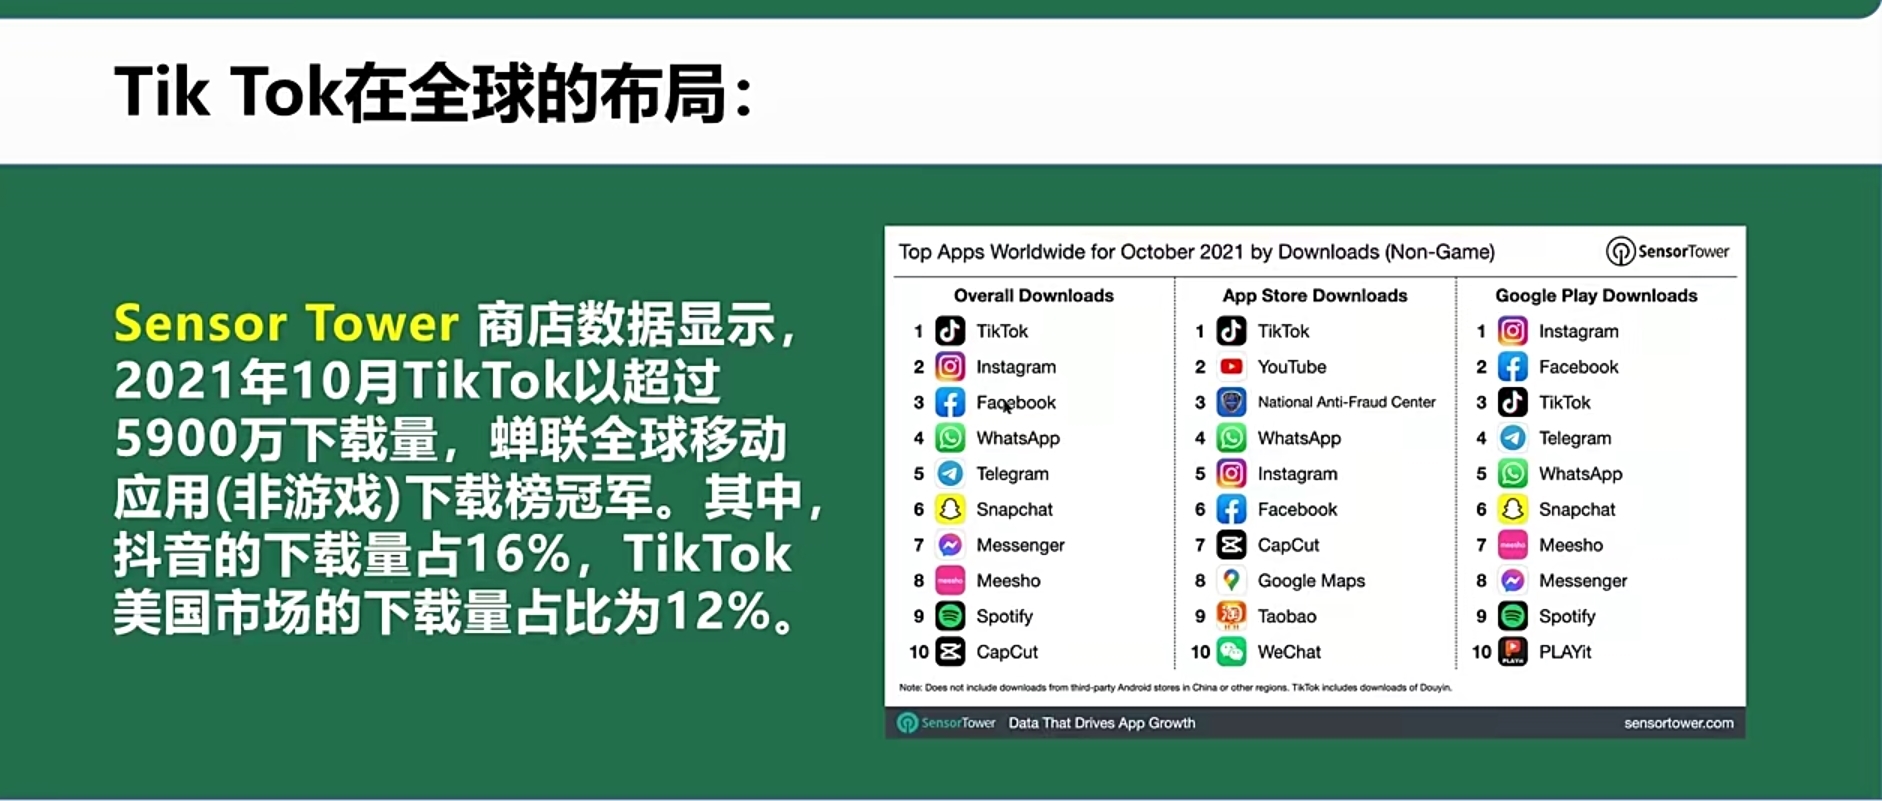 Tik Tok在全球的布局：
Sensor Tower 商店数据显示，
2021年10月TikTok以超过
5900万下载量，蝉联全球移动
应用(非游戏)下载榜冠军。其中，
抖音的下载量占16%，TikTok
美国市场的下载量占比为12%。
Top Apps Worldwide for October 2021 by Downloads (Non-Game)
SensorTower
Overall Downloads
1 TikTok
2 Instagram
3 Facebook
4 WhatsApp
5 Telegram
6 Snapchat
7 Messenger
8 Meesho
9 Spotify
10 CapCut
App Store Downloads
1 TikTok
2 YouTube
3 National Anti-Fraud Center
4 WhatsApp
5 Instagram
6 Facebook
7 CapCut
8 Google Maps
9 Taobao
10 WeChat
Google Play Downloads
1 Instagram
2 Facebook
3 TikTok
4 Telegram
5 WhatsApp
6 Snapchat
7 Meesho
8 Messenger
9 Spotify
10 PLAYit
Note: Does not include downloads from third-party Android stores in China or other regions. TikTok includes downloads of Douyin.
SensorTower Data That Drives App Growth
sensortower.com